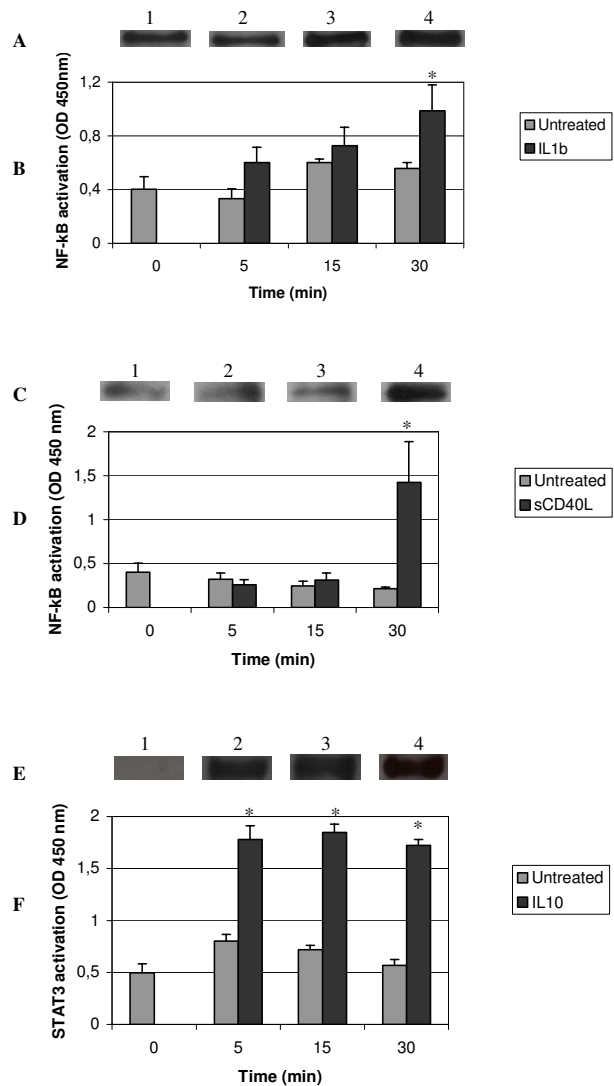 A
1 2 3 4
NF-kB activation (OD 450nm)
1,2
0,8
0,4
0
*
B
0 5 15 30
Time (min)
Untreated
IL1b
C
1 2 3 4
NF-kB activation (OD 450 nm)
2
1,5
1
0,5
0
*
D
0 5 15 30
Time (min)
Untreated
sCD40L
E
1 2 3 4
STAT3 activation (OD 450 nm)
2
1,5
1
0,5
0
* * *
F
0 5 15 30
Time (min)
Untreated
IL10